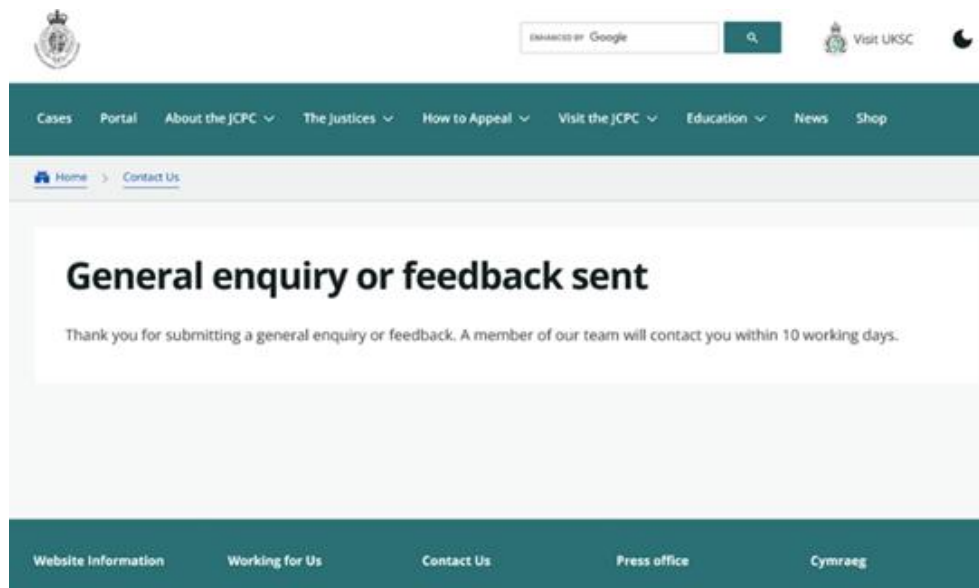 ENHANCED BY Google
Visit UKSC
Cases Portal About the JCPC The Justices How to Appeal Visit the JCPC Education News Shop
Home > Contact Us
General enquiry or feedback sent
Thank you for submitting a general enquiry or feedback. A member of our team will contact you within 10 working days.
Website Information Working for Us Contact Us Press office Cymraeg